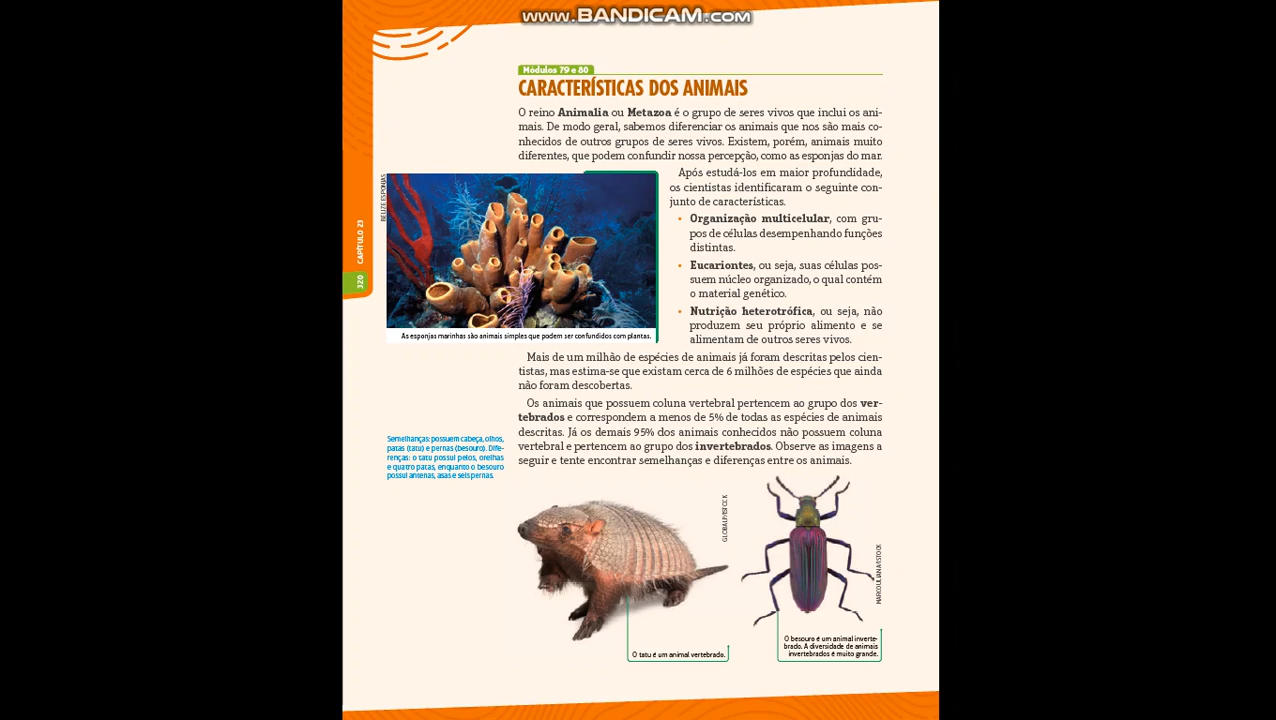 www.BANDICAM.com
Módulos 79 e 80
CARACTERÍSTICAS DOS ANIMAIS
O reino Animalia ou Metazoa é o grupo de seres vivos que inclui os ani-
mais. De modo geral, sabemos diferenciar os animais que nos são mais co-
nhecidos de outros grupos de seres vivos. Existem, porém, animais muito
diferentes, que podem confundir nossa percepção, como as esponjas do mar.
Após estudá-los em maior profundidade,
os cientistas identificaram o seguinte con-
junto de características.
• Organização multicelular, com gru-
pos de células desempenhando funções
distintas.
• Eucariontes, ou seja, suas células pos-
suem núcleo organizado, o qual contém
o material genético.
• Nutrição heterotrófica, ou seja, não
produzem seu próprio alimento e se
alimentam de outros seres vivos.
BELIZE ESPONJAS
As esponjas marinhas são animais simples que podem ser confundidos com plantas.
CAPÍTULO 23
320
Mais de um milhão de espécies de animais já foram descritas pelos cien-
tistas, mas estima-se que existam cerca de 6 milhões de espécies que ainda
não foram descobertas.
Os animais que possuem coluna vertebral pertencem ao grupo dos ver-
tebrados e correspondem a menos de 5% de todas as espécies de animais
descritas. Já os demais 95% dos animais conhecidos não possuem coluna
vertebral e pertencem ao grupo dos invertebrados. Observe as imagens a
seguir e tente encontrar semelhanças e diferenças entre os animais.
Semelhanças: possuem cabeça, olhos,
patas (tatu) e pernas (besouro). Dife-
renças: o tatu possui pelos, orelhas
e quatro patas, enquanto o besouro
possui antenas, asas e seis pernas.
GLOBALP/ISTOCK
O tatu é um animal vertebrado.
O besouro é um animal inverte-
brado. A diversidade de animais
invertebrados é muito grande.